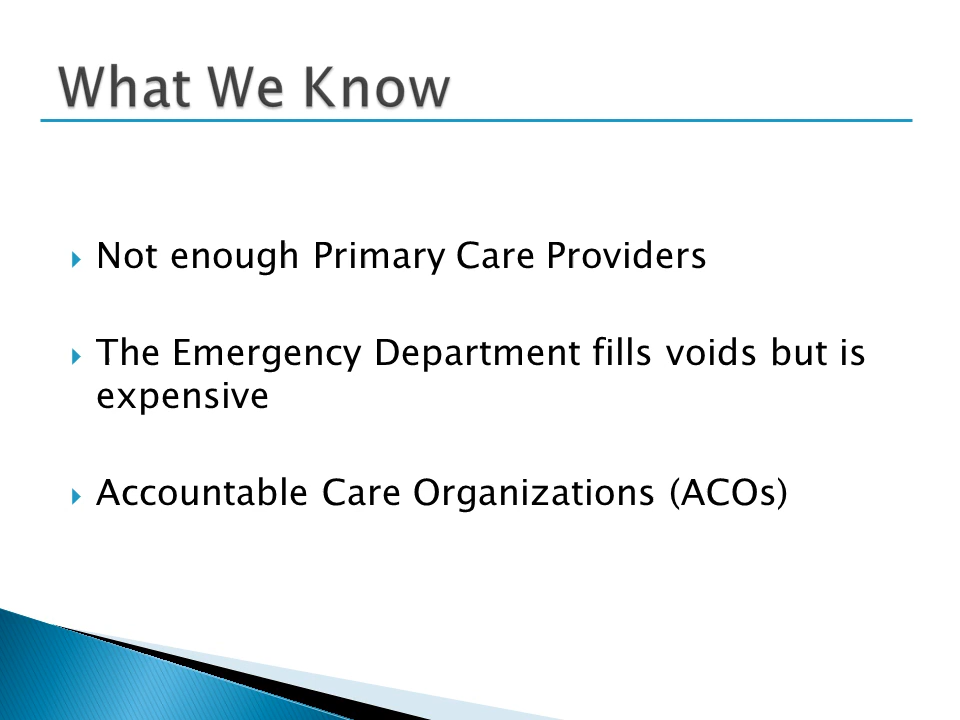 What We Know
Not enough Primary Care Providers
The Emergency Department fills voids but is
expensive
Accountable Care Organizations (ACOs)